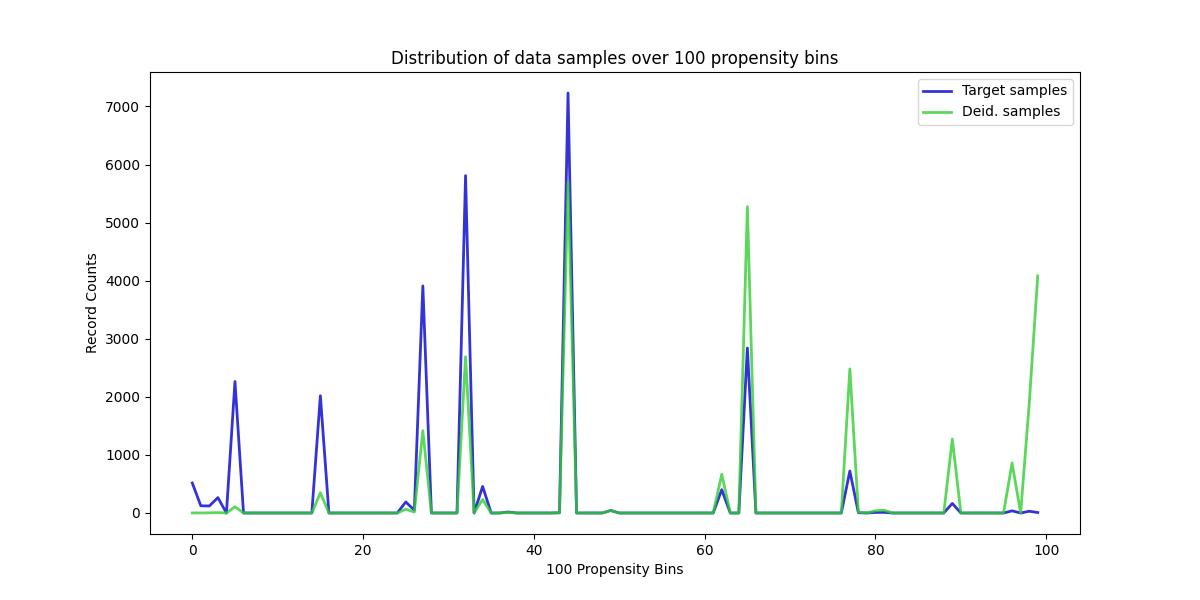 Distribution of data samples over 100 propensity bins
Target samples
Deid. samples
Record Counts
7000
6000
5000
4000
3000
2000
1000
0
0 20 40 60 80 100
100 Propensity Bins